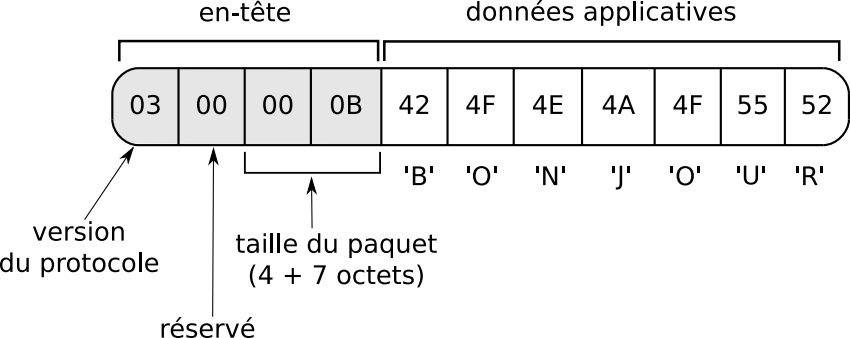 en-tête
données applicatives
03 00 00 0B 42 4F 4E 4A 4F 55 52
'B' 'O' 'N' 'J' 'O' 'U' 'R'
version
du protocole
taille du paquet
(4 + 7 octets)
réservé